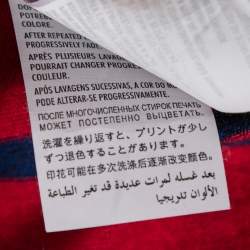 AFTER REPEATED
PROGRESSIVELY FADE
APRÈS PLUSIEURS LAVAGES
POURRAIT CHANGER PROGRES
COULEUR.
APÓS LAVAGENS SUCESSIVAS, A COR DO
PODE ALTERAR-SE PROGRESSIVAMENTE.
ПОСЛЕ МНОГОЧИСЛЕННЫХ СТИРОК ПЕЧАТЬ
МОЖЕТ ПОСТЕПЕННО ВЫЦВЕТАТЬ.
洗濯を繰り返すと、プリントが少し
ずつ退色することがあります。
印花可能在多次洗涤后逐渐改变颜色。
بعد غسله لمرات عديدة قد تغير الطباعة
الألوان تدريجيا